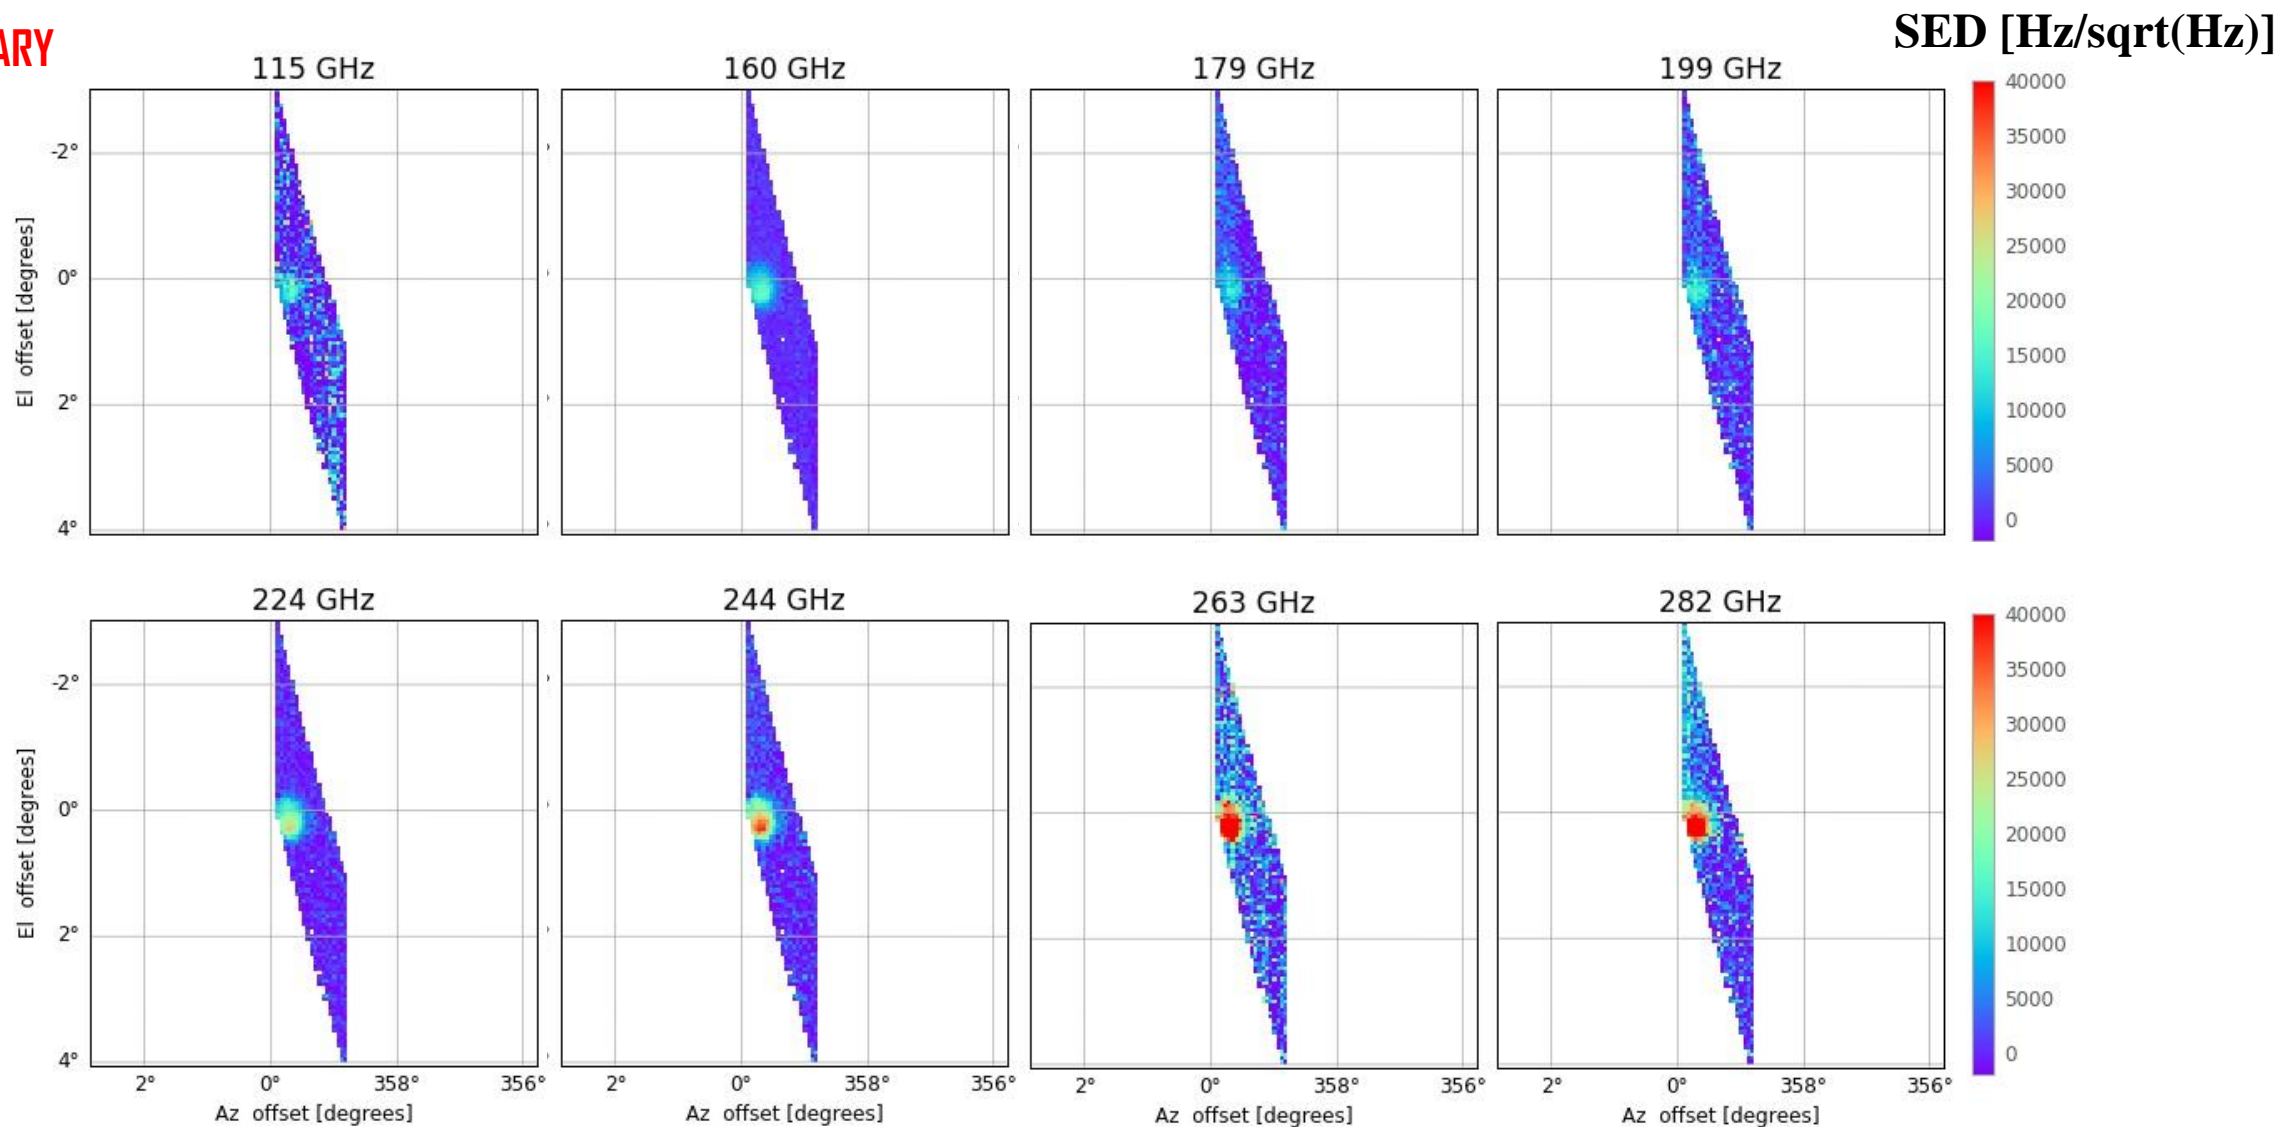 ARY
SED [Hz/sqrt(Hz)]
115 GHz
160 GHz
179 GHz
199 GHz
-2°
0°
2°
4°
El offset [degrees]
40000
35000
30000
25000
20000
15000
10000
5000
0
224 GHz
244 GHz
263 GHz
282 GHz
-2°
0°
2°
4°
El offset [degrees]
40000
35000
30000
25000
20000
15000
10000
5000
0
2° 0° 358° 356°
2° 0° 358° 356°
2° 0° 358° 356°
2° 0° 358° 356°
Az offset [degrees]
Az offset [degrees]
Az offset [degrees]
Az offset [degrees]